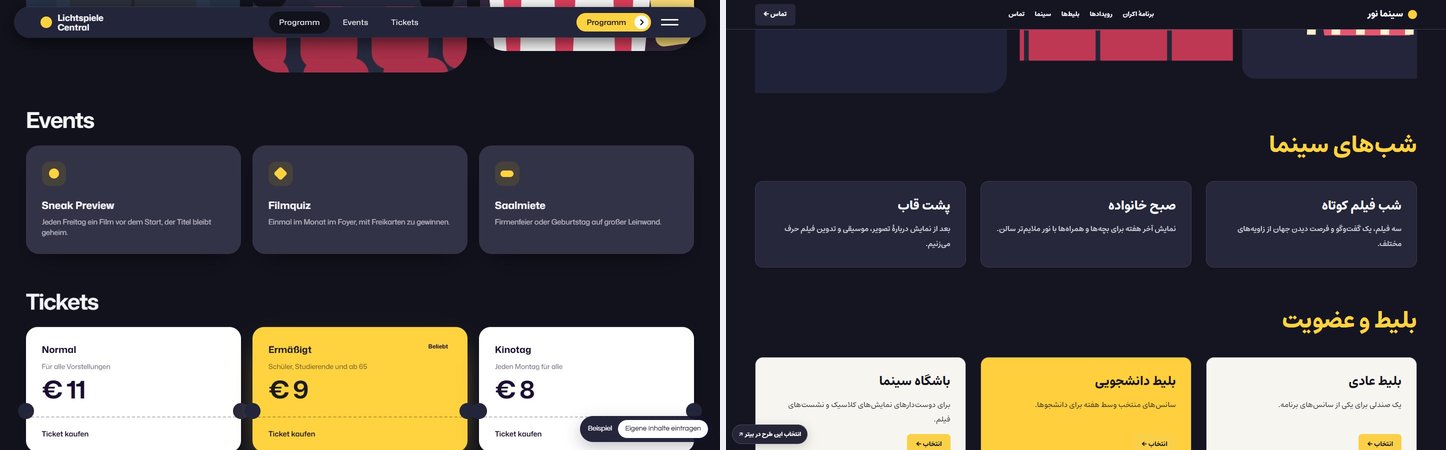 Lichtspiele
Central
Programm
Events
Tickets
Programm
Events
Sneak Preview
Jeden Freitag ein Film vor dem Start, der Titel bleibt
geheim.
Filmquiz
Einmal im Monat im Foyer, mit Freikarten zu gewinnen.
Saalmiete
Firmenfeier oder Geburtstag auf großer Leinwand.
Tickets
Normal
Für alle Vorstellungen
€ 11
Ticket kaufen
Ermäßigt
Beliebt
Schüler, Studierende und ab 65
€ 9
Ticket kaufen
Kinotag
Jeden Montag für alle
€ 8
Ticket kaufen
Beispiel
Eigene Inhalte eintragen
سینما نور
برنامهٔ اکران
رویدادها
بلیط‌ها
سینما
تماس
تماس ←
شب‌های سینما
شب فیلم کوتاه
سه فیلم، یک گفت‌وگو و فرصت دیدن جهان از زاویه‌های
مختلف.
صبح خانواده
نمایش آخر هفته برای بچه‌ها و همراه‌ها با نور ملایم‌تر سالن.
پشت قاب
بعد از نمایش دربارهٔ تصویر، موسیقی و تدوین فیلم حرف
می‌زنیم.
بلیط و عضویت
بلیط عادی
یک صندلی برای یکی از سانس‌های برنامه.
انتخاب ←
بلیط دانشجویی
سانس‌های منتخب وسط هفته برای دانشجوها.
انتخاب ←
باشگاه سینما
برای دوست‌دارهای نمایش‌های کلاسیک و نشست‌های
فیلم.
انتخاب ←
انتخاب این طرح در بیتر ↗